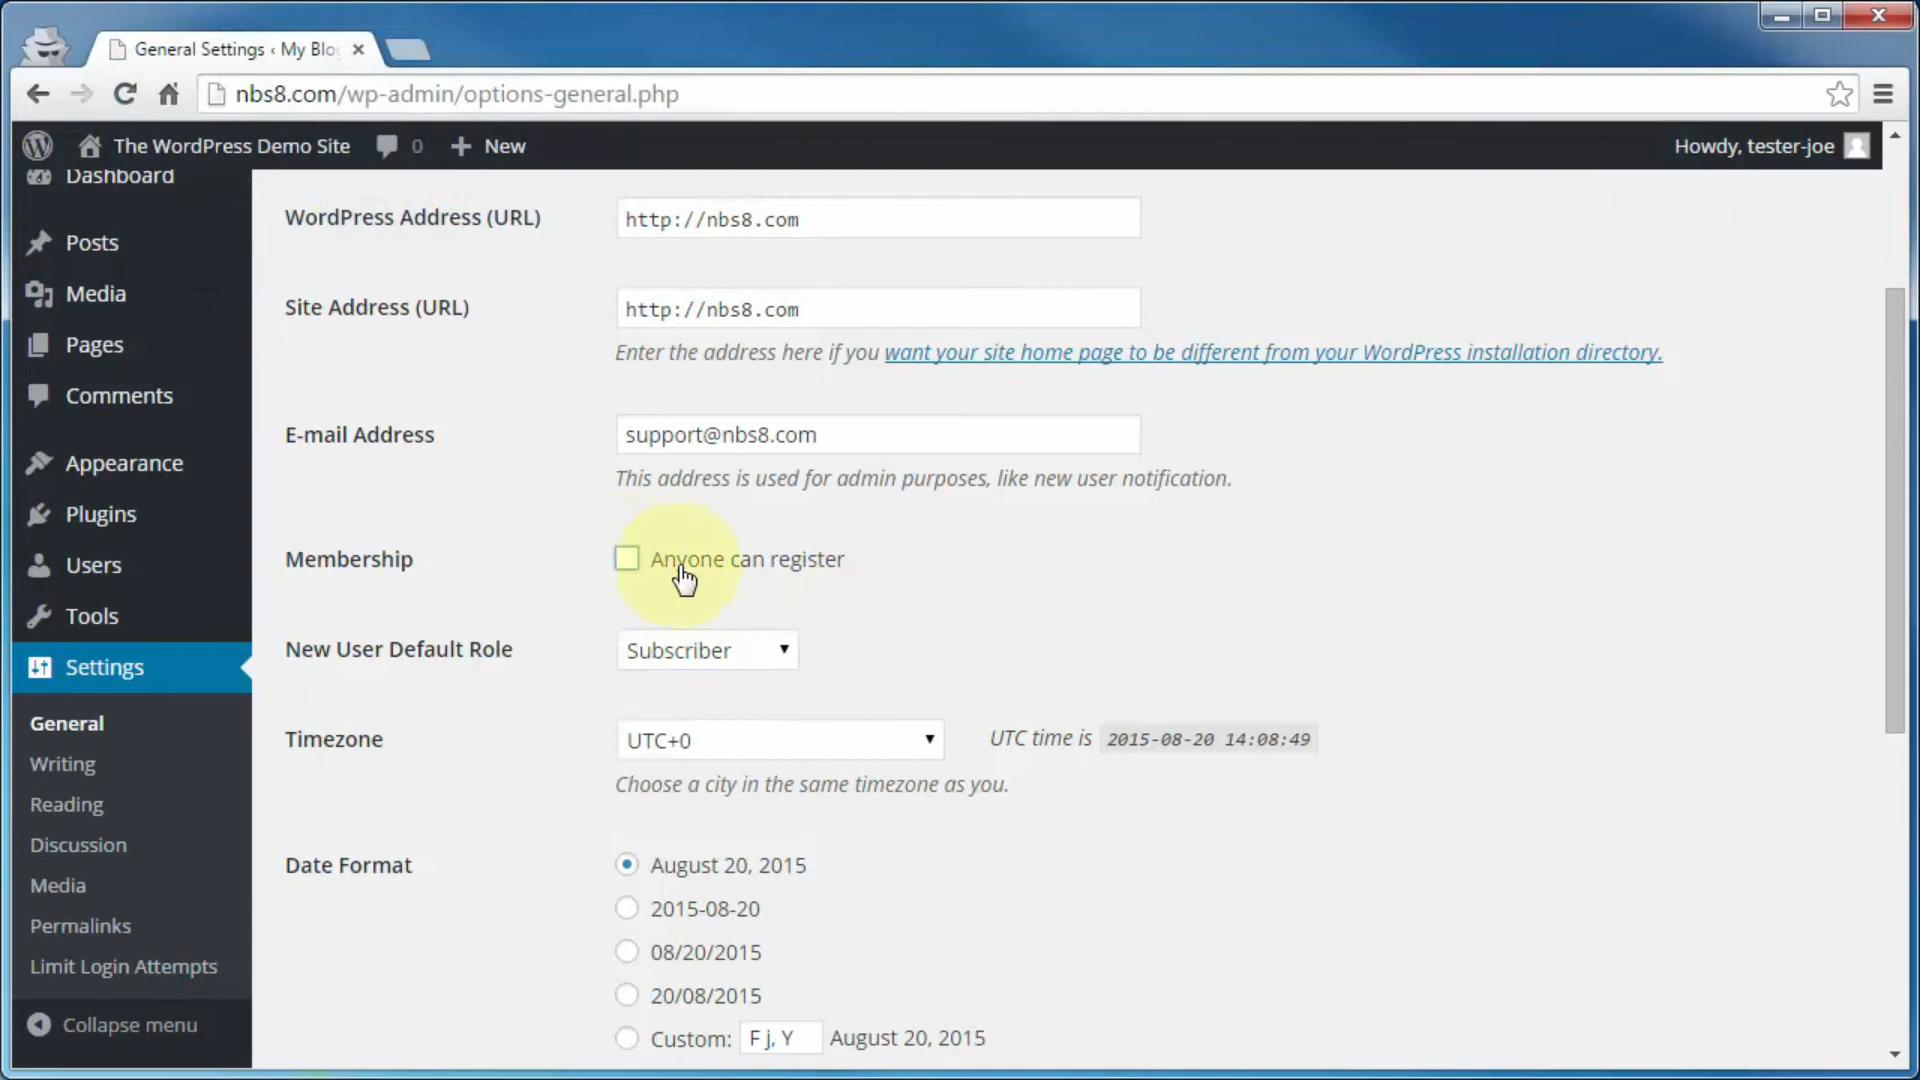 General Settings ‹ My Blo
nbs8.com/wp-admin/options-general.php
The WordPress Demo Site 0 New Howdy, tester-joe
Dashboard
Posts
Media
Pages
Comments
Appearance
Plugins
Users
Tools
Settings
General
Writing
Reading
Discussion
Media
Permalinks
Limit Login Attempts
Collapse menu
WordPress Address (URL) http://nbs8.com
Site Address (URL) http://nbs8.com
Enter the address here if you want your site home page to be different from your WordPress installation directory.
E-mail Address support@nbs8.com
This address is used for admin purposes, like new user notification.
Membership Anyone can register
New User Default Role Subscriber
Timezone UTC+0 UTC time is 2015-08-20 14:08:49
Choose a city in the same timezone as you.
Date Format August 20, 2015
2015-08-20
08/20/2015
20/08/2015
Custom: F j, Y August 20, 2015